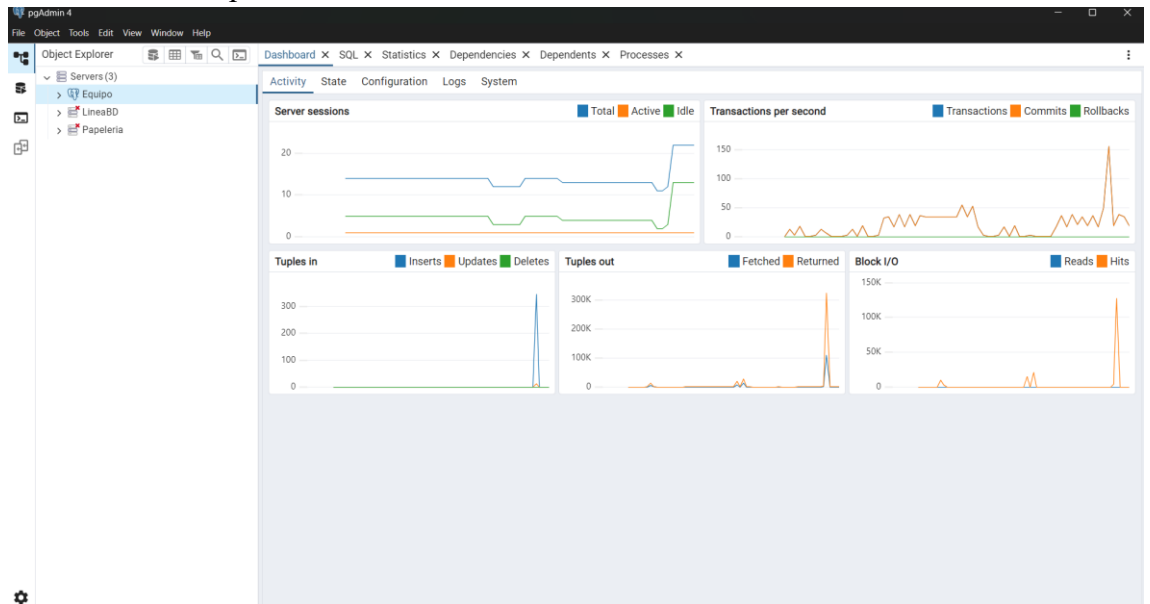 pgAdmin 4
File Object Tools Edit View Window Help
Object Explorer
Dashboard SQL Statistics Dependencies Dependents Processes
Servers (3)
Equipo
LineaBD
Papeleria
Activity State Configuration Logs System
Server sessions Total Active Idle
20
10
0
Transactions per second Transactions Commits Rollbacks
150
100
50
0
Tuples in Inserts Updates Deletes
300
200
100
0
Tuples out Fetched Returned
300K
200K
100K
0
Block I/O Reads Hits
150K
100K
50K
0